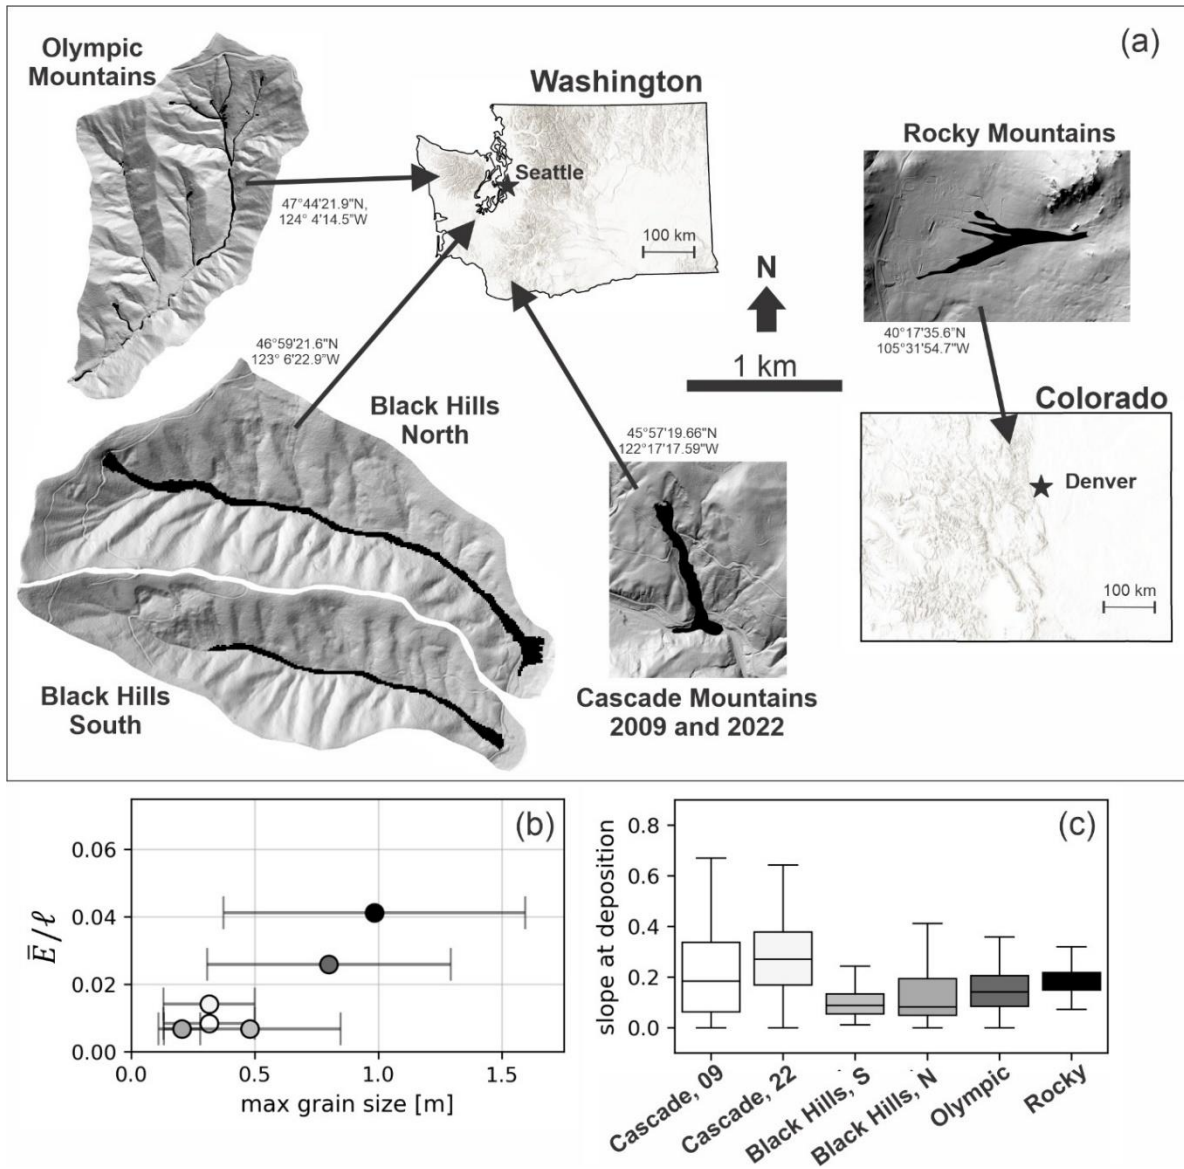 (a)
Olympic
Mountains
Washington
Seattle
100 km
47°44'21.9"N,
124° 4'14.5"W
Rocky Mountains
40°17'35.6"N
105°31'54.7"W
N
1 km
46°59'21.6"N
123° 6'22.9"W
Black Hills
North
45°57'19.66"N
122°17'17.59"W
Colorado
Denver
100 km
Black Hills
South
Cascade Mountains
2009 and 2022
(b)
0.06
0.04
0.02
0.00
E̅/ℓ
0.0
0.5
1.0
1.5
max grain size [m]
(c)
0.8
0.6
0.4
0.2
0.0
slope at deposition
Cascade, 09
Cascade, 22
Black Hills, S
Black Hills, N
Olympic
Rocky